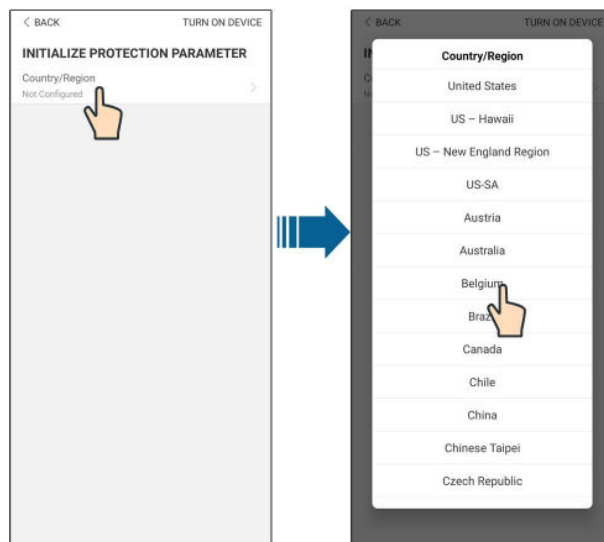 < BACK TURN ON DEVICE
INITIALIZE PROTECTION PARAMETER
Country/Region
Not Configured
< BACK TURN ON DEVICE
Country/Region
United States
US – Hawaii
US – New England Region
US-SA
Austria
Australia
Belgium
Braz
Canada
Chile
China
Chinese Taipei
Czech Republic